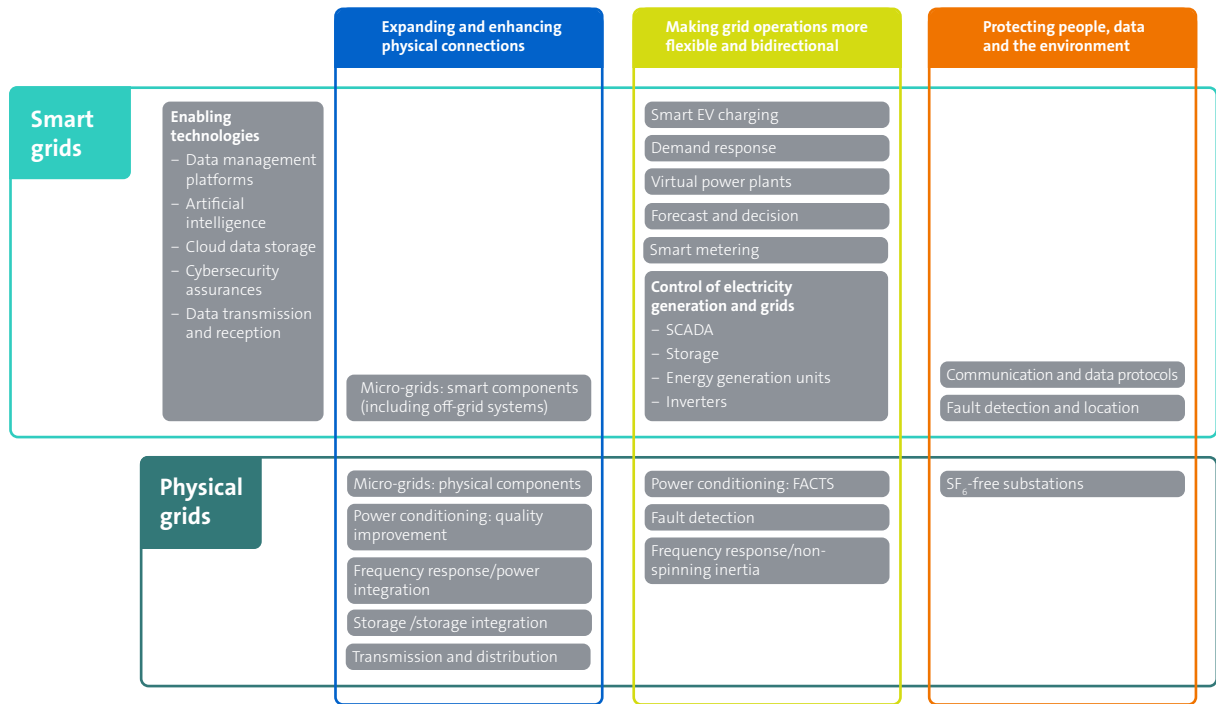 Expanding and enhancing
physical connections
Making grid operations more
flexible and bidirectional
Protecting people, data
and the environment
Smart
grids
Enabling
technologies
– Data management
platforms
– Artificial
intelligence
– Cloud data storage
– Cybersecurity
assurances
– Data transmission
and reception
Micro-grids: smart components
(including off-grid systems)
Smart EV charging
Demand response
Virtual power plants
Forecast and decision
Smart metering
Control of electricity
generation and grids
– SCADA
– Storage
– Energy generation units
– Inverters
Communication and data protocols
Fault detection and location
Physical
grids
Micro-grids: physical components
Power conditioning: quality
improvement
Frequency response/power
integration
Storage /storage integration
Transmission and distribution
Power conditioning: FACTS
Fault detection
Frequency response/non-
spinning inertia
SF₆-free substations